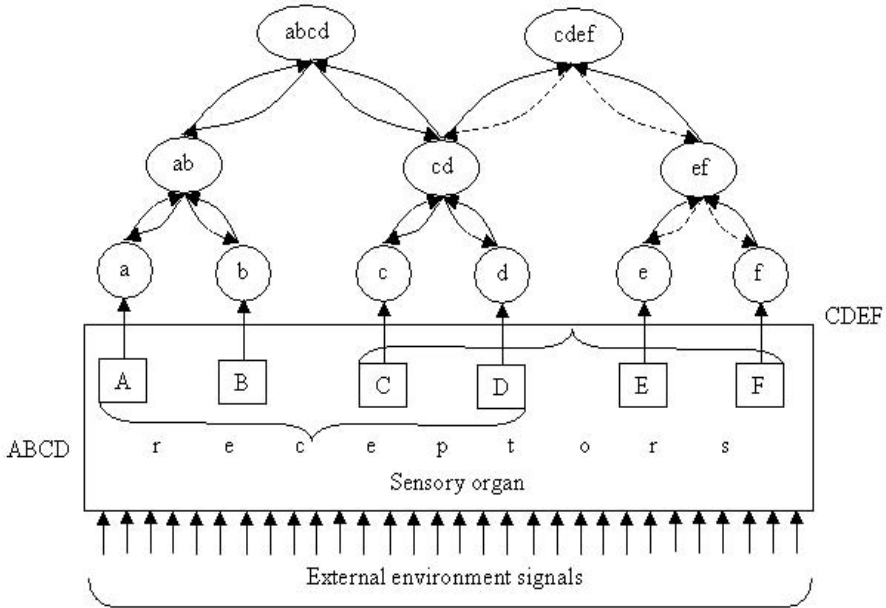 abcd cdef
ab cd ef
a b c d e f
CDEF
A B C D E F
ABCD
r e c e p t o r s
Sensory organ
External environment signals